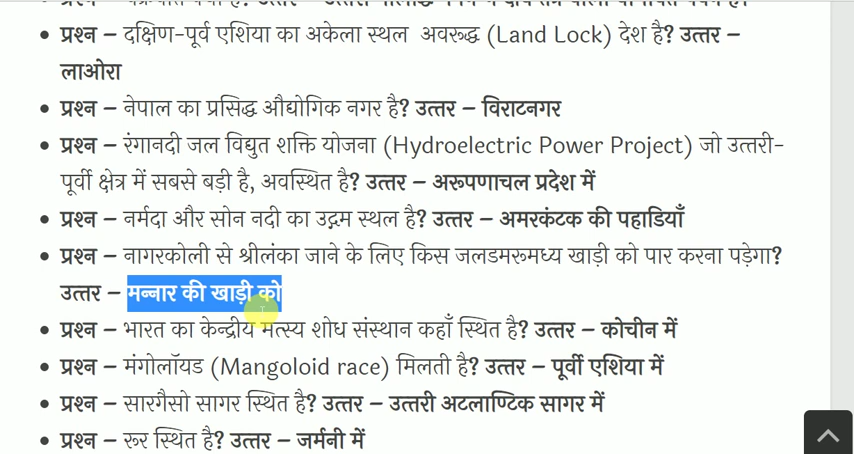 • दक्षिण-पूर्व एशिया का अकेला स्थल अवरूद्ध (Land Lock) देश है? उत्तर –
लाओरा
• प्रश्न – नेपाल का प्रसिद्ध औद्योगिक नगर है? उत्तर – विराटनगर
• प्रश्न – रंगानदी जल विद्युत शक्ति योजना (Hydroelectric Power Project) जो उत्तरी-
पूर्वी क्षेत्र में सबसे बड़ी है, अवस्थित है? उत्तर – अरूपणाचल प्रदेश में
• प्रश्न – नर्मदा और सोन नदी का उद्गम स्थल है? उत्तर – अमरकंटक की पहाडियाँ
• प्रश्न – नागरकोली से श्रीलंका जाने के लिए किस जलडमरूमध्य खाड़ी को पार करना पड़ेगा?
उत्तर – मन्नार की खाड़ी को
• प्रश्न – भारत का केन्द्रीय मत्स्य शोध संस्थान कहाँ स्थित है? उत्तर – कोचीन में
• प्रश्न – मंगोलॉयड (Mangoloid race) मिलती है? उत्तर – पूर्वी एशिया में
• प्रश्न – सारगैसो सागर स्थित है? उत्तर – उत्तरी अटलाण्टिक सागर में
• प्रश्न – रूर स्थित है? उत्तर – जर्मनी में